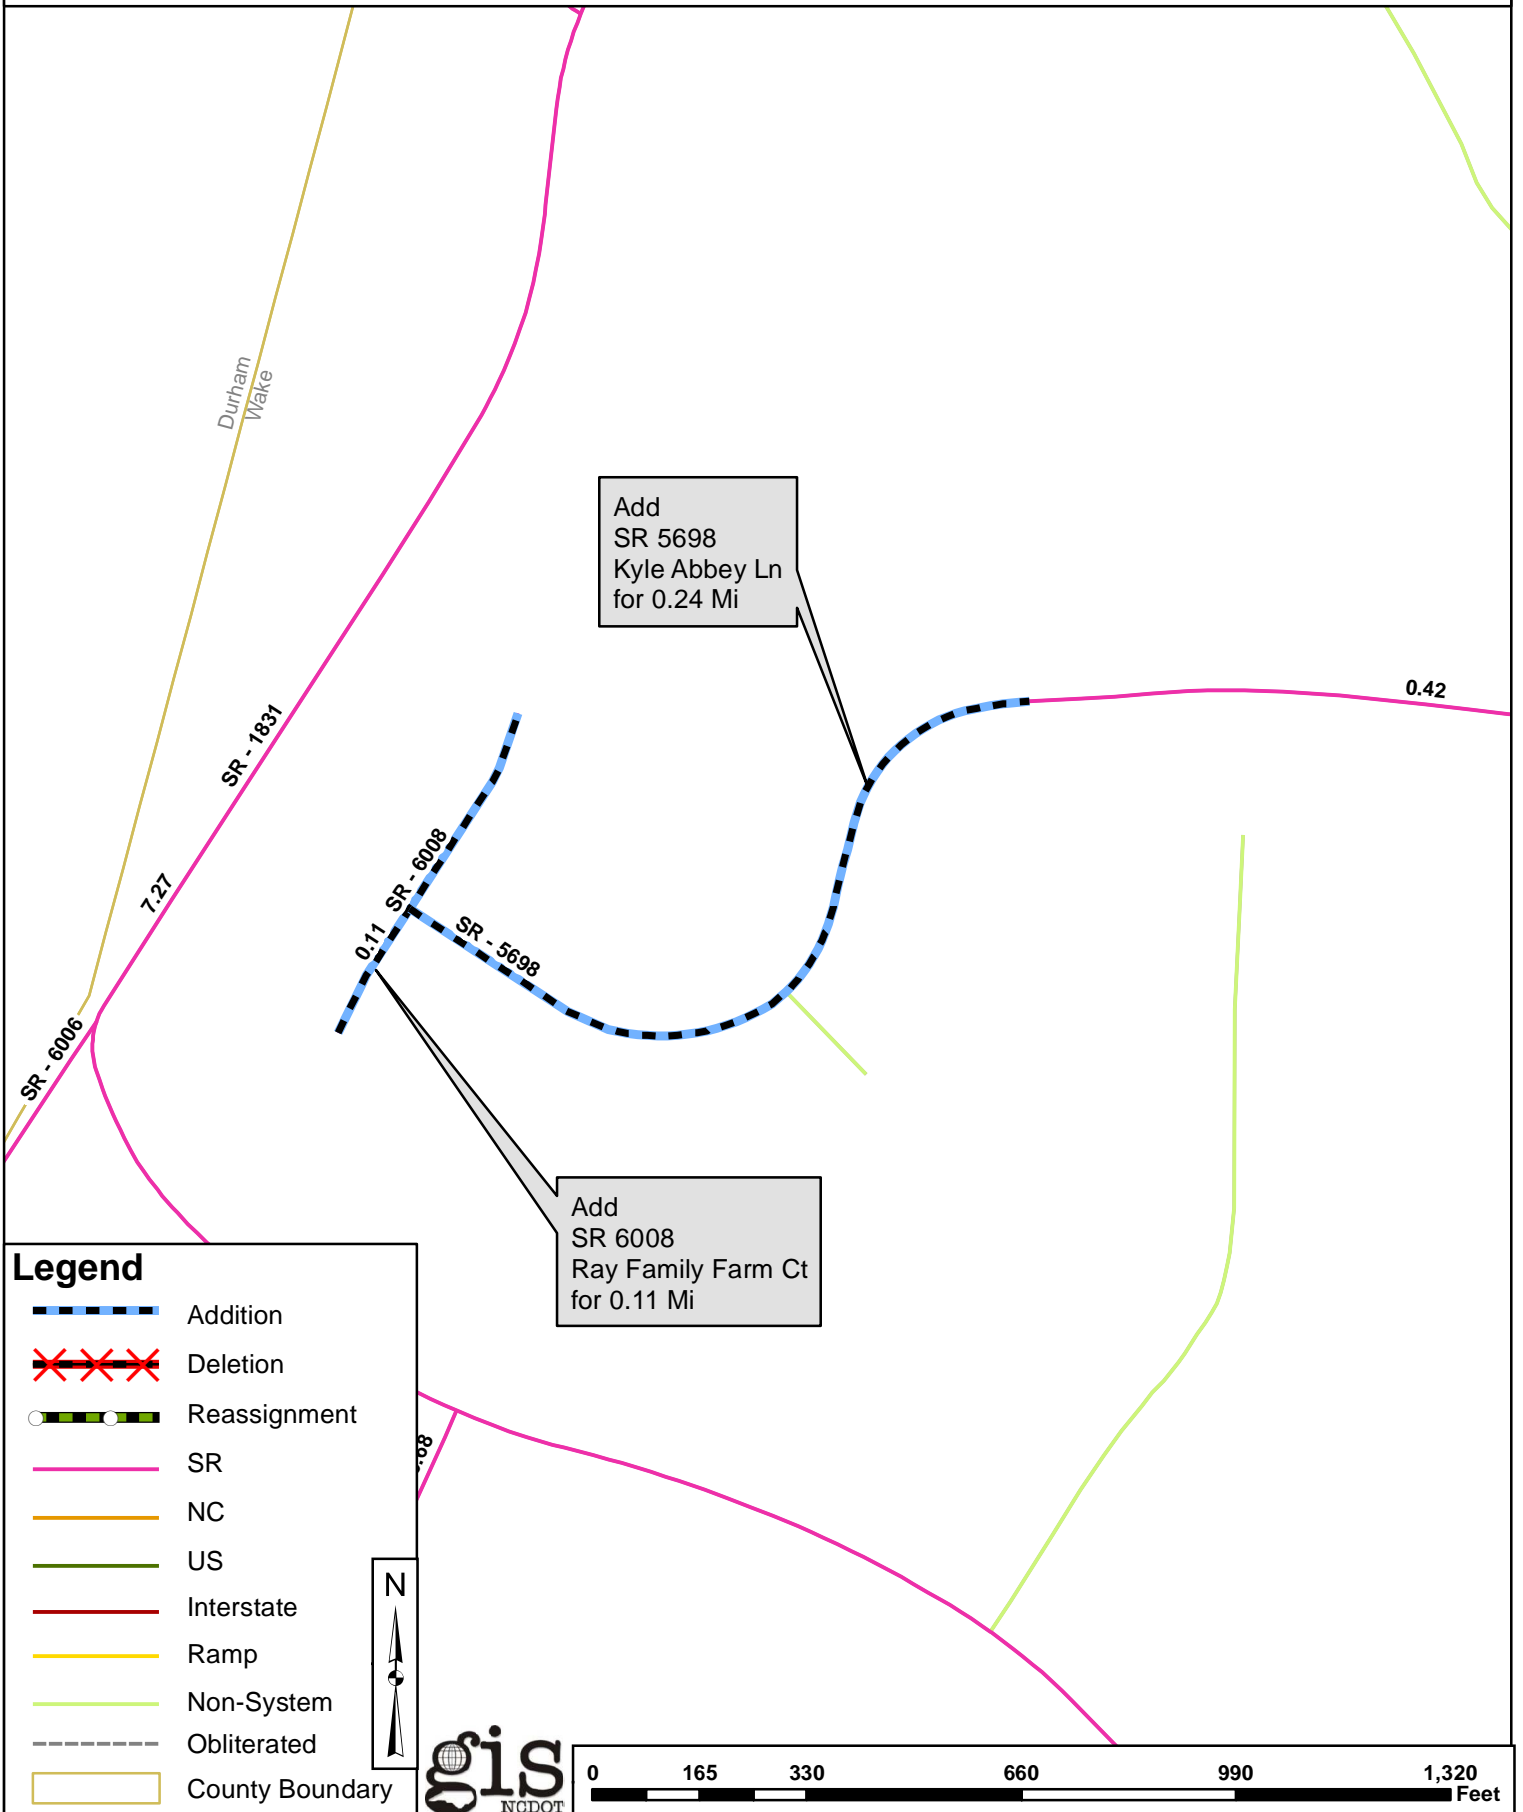 Durham
Wake
Add
SR 5698
Kyle Abbey Ln
for 0.24 Mi
0.42
SR - 1831
7.27
SR - 6008
0.11
SR - 5698
SR - 6006
Add
SR 6008
Ray Family Farm Ct
for 0.11 Mi
Legend
Addition
Deletion
Reassignment
SR
NC
US
Interstate
Ramp
Non-System
Obliterated
County Boundary
.68
N
gis
NCDOT
0 165 330 660 990 1,320
Feet